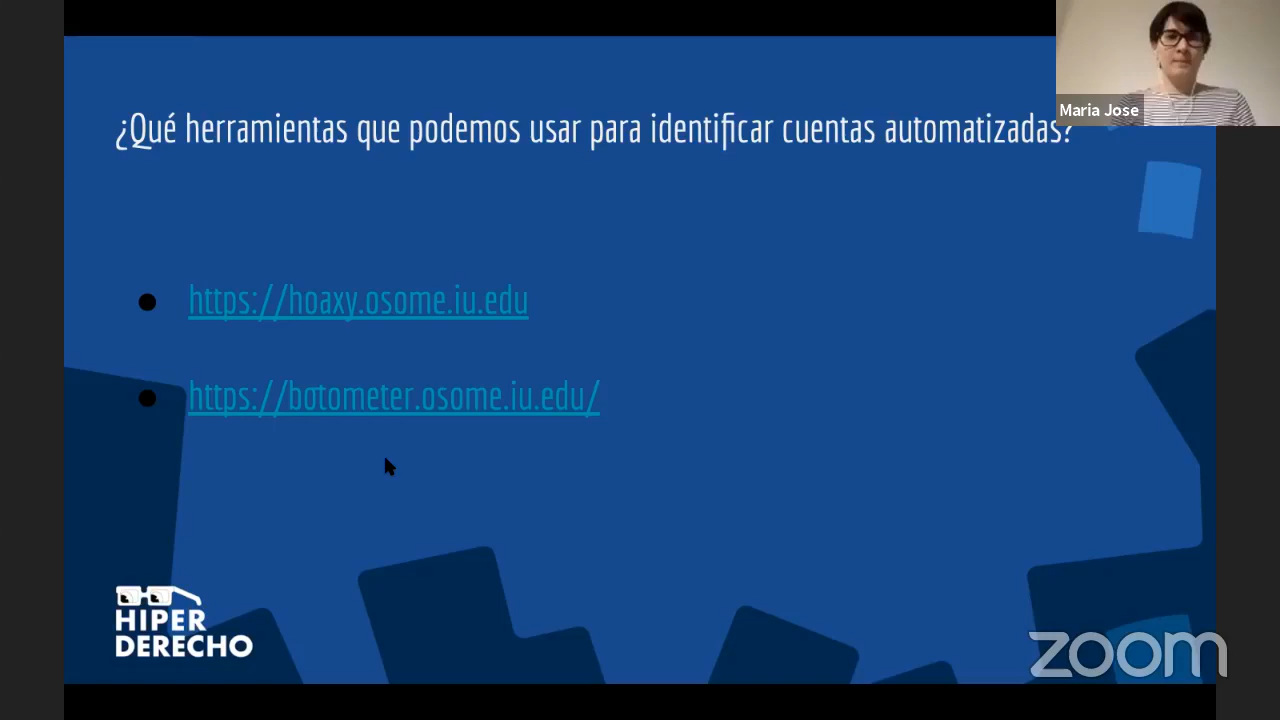 Maria Jose
¿Qué herramientas que podemos usar para identificar cuentas automatizadas?
https://hoaxy.osome.iu.edu
https://botometer.osome.iu.edu/
HIPER
DERECHO
zoom